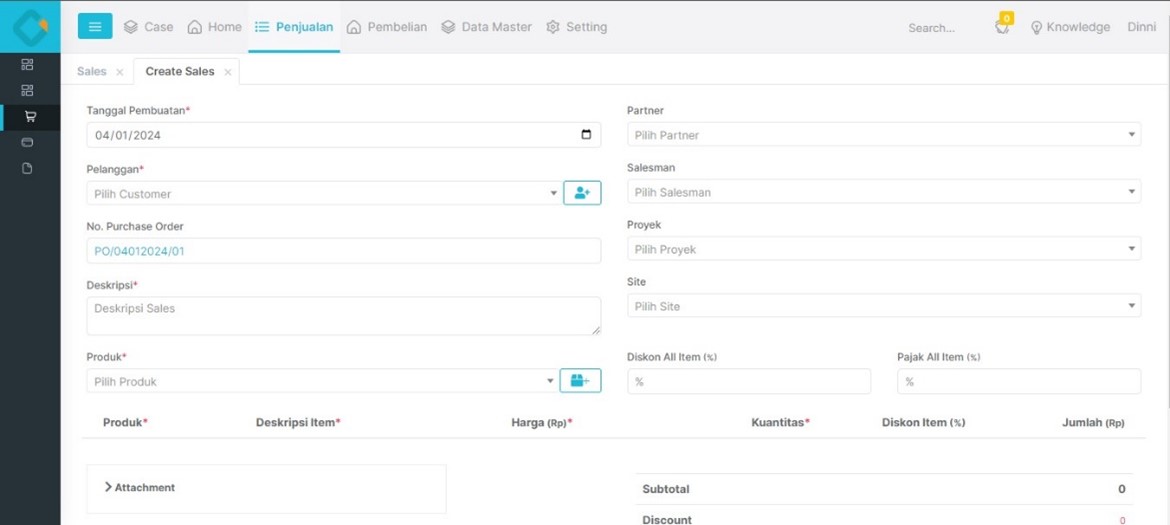 Case Home Penjualan Pembelian Data Master Setting Search... 0 Knowledge Dinni
Sales × Create Sales ×
Tanggal Pembuatan*
04/01/2024
Pelanggan*
Pilih Customer
No. Purchase Order
PO/04012024/01
Deskripsi*
Deskripsi Sales
Produk*
Pilih Produk
Partner
Pilih Partner
Salesman
Pilih Salesman
Proyek
Pilih Proyek
Site
Pilih Site
Diskon All Item (%)
%
Pajak All Item (%)
%
Produk* Deskripsi Item* Harga (Rp)* Kuantitas* Diskon Item (%) Jumlah (Rp)
Attachment
Subtotal 0
Discount 0